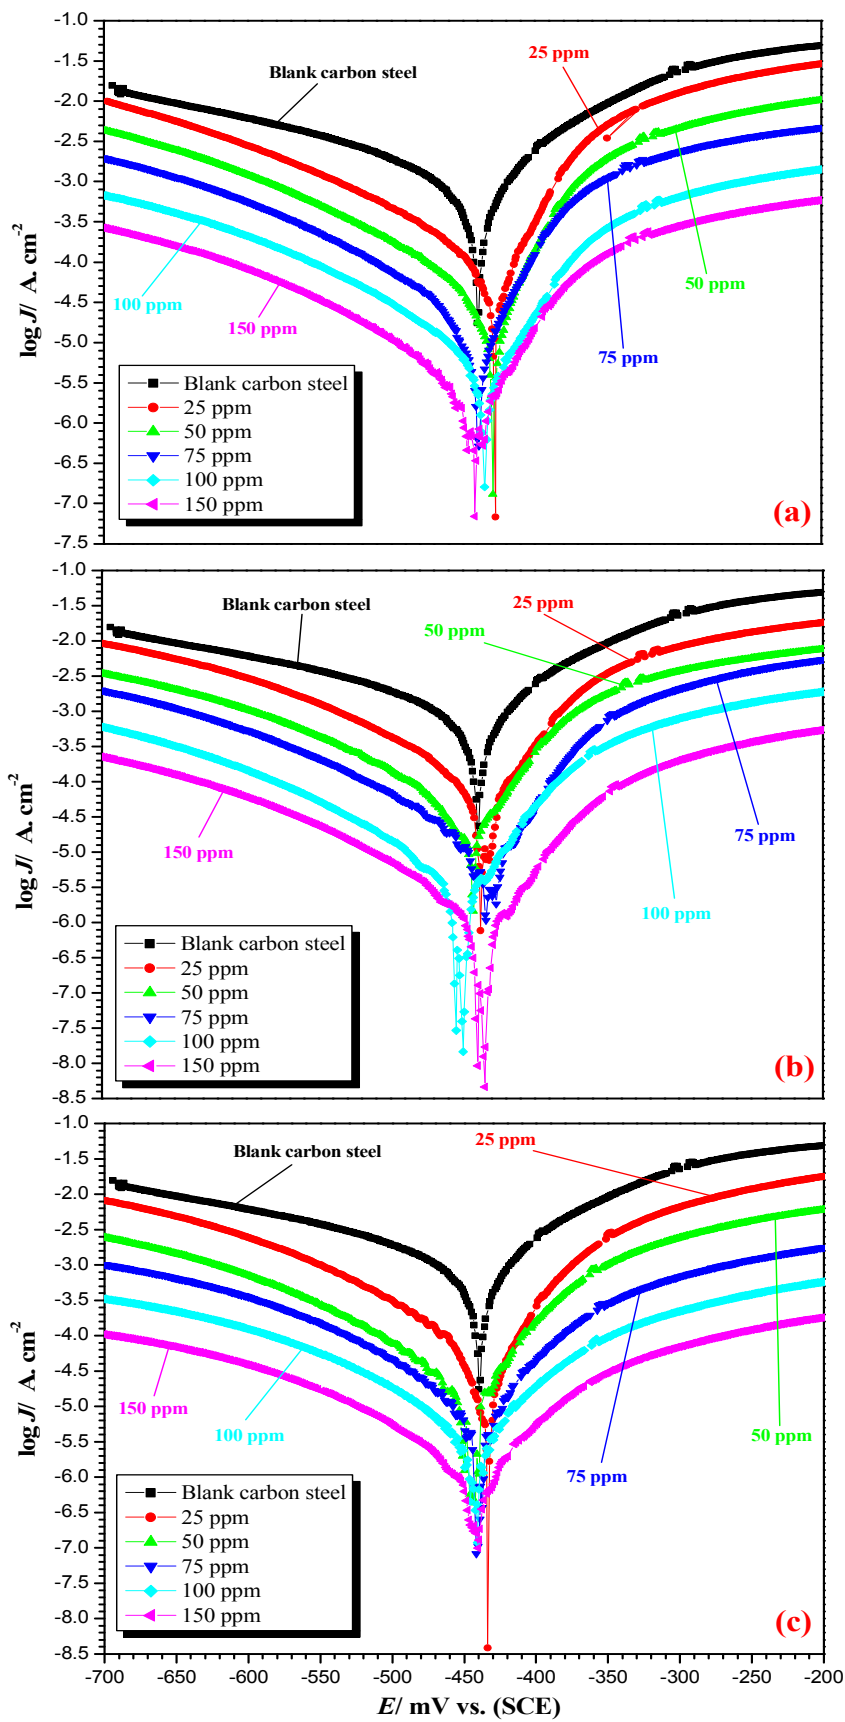 -1.0
-1.5
-2.0
-2.5
-3.0
-3.5
-4.0
-4.5
-5.0
-5.5
-6.0
-6.5
-7.0
-7.5
log J/ A. cm-2
Blank carbon steel
25 ppm
50 ppm
75 ppm
100 ppm
150 ppm
Blank carbon steel
25 ppm
50 ppm
75 ppm
100 ppm
150 ppm
(a)
-1.0
-1.5
-2.0
-2.5
-3.0
-3.5
-4.0
-4.5
-5.0
-5.5
-6.0
-6.5
-7.0
-7.5
-8.0
-8.5
log J/ A. cm-2
Blank carbon steel
25 ppm
50 ppm
75 ppm
100 ppm
150 ppm
Blank carbon steel
25 ppm
50 ppm
75 ppm
100 ppm
150 ppm
(b)
-1.0
-1.5
-2.0
-2.5
-3.0
-3.5
-4.0
-4.5
-5.0
-5.5
-6.0
-6.5
-7.0
-7.5
-8.0
-8.5
log J/ A. cm-2
Blank carbon steel
25 ppm
150 ppm
100 ppm
50 ppm
75 ppm
Blank carbon steel
25 ppm
50 ppm
75 ppm
100 ppm
150 ppm
(c)
-700 -650 -600 -550 -500 -450 -400 -350 -300 -250 -200
E/ mV vs. (SCE)